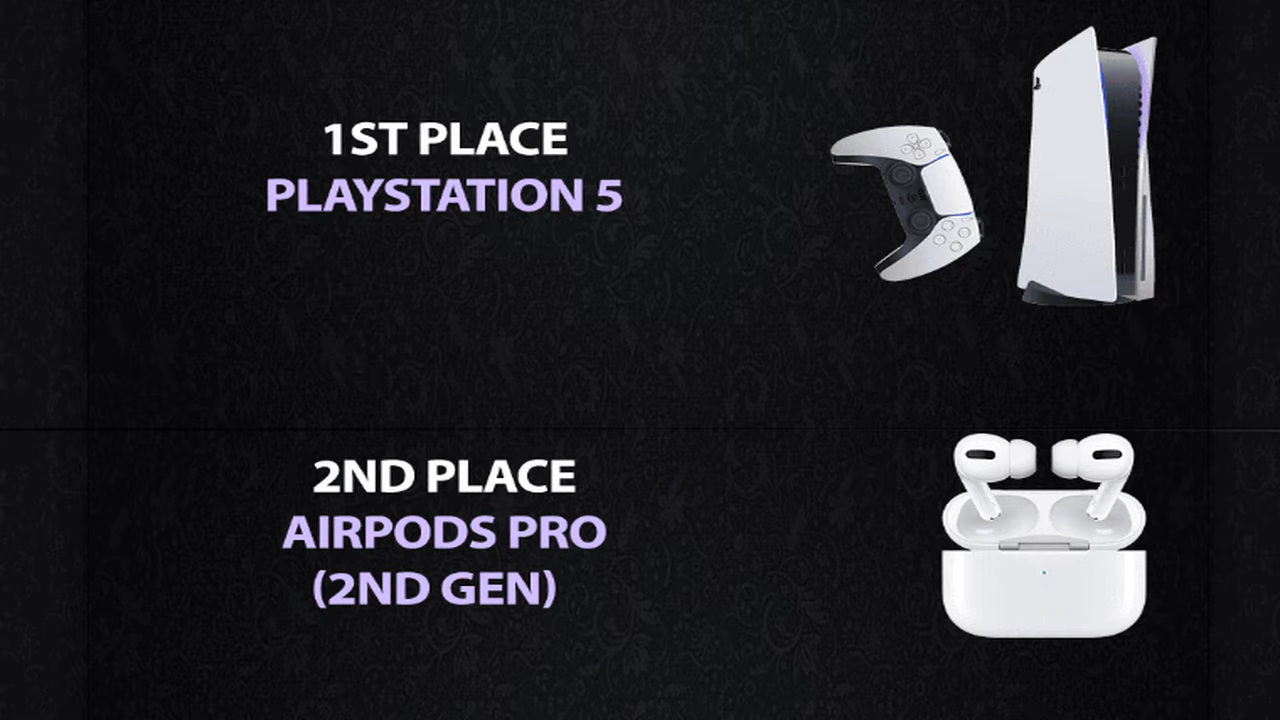 1ST PLACE
PLAYSTATION 5
2ND PLACE
AIRPODS PRO
(2ND GEN)